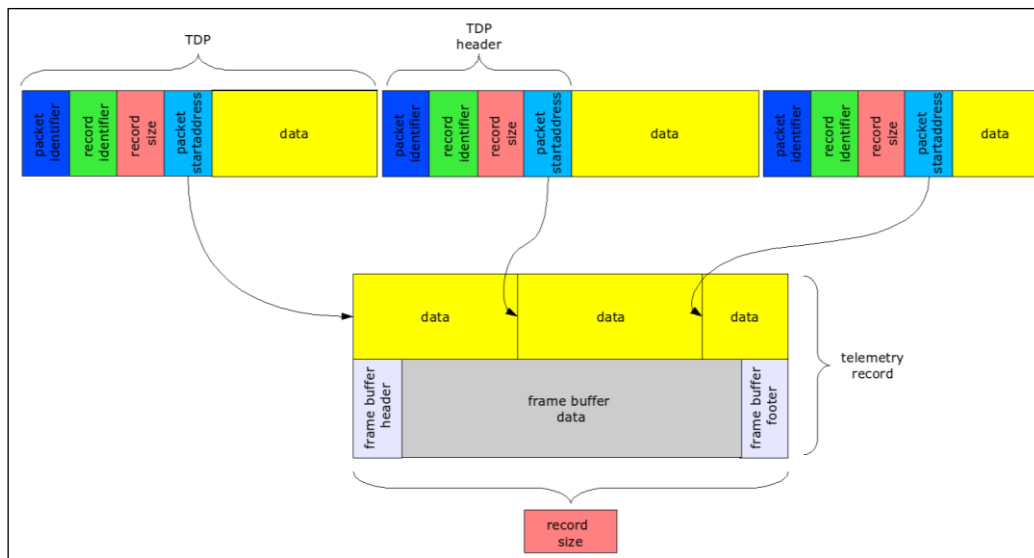 TDP
TDP
header
packet
identifier
record
identifier
record
size
packet
startaddress
data
packet
identifier
record
identifier
record
size
packet
startaddress
data
packet
identifier
record
identifier
record
size
packet
startaddress
data
data
data
data
telemetry
record
frame buffer
header
frame buffer
data
frame buffer
footer
record
size